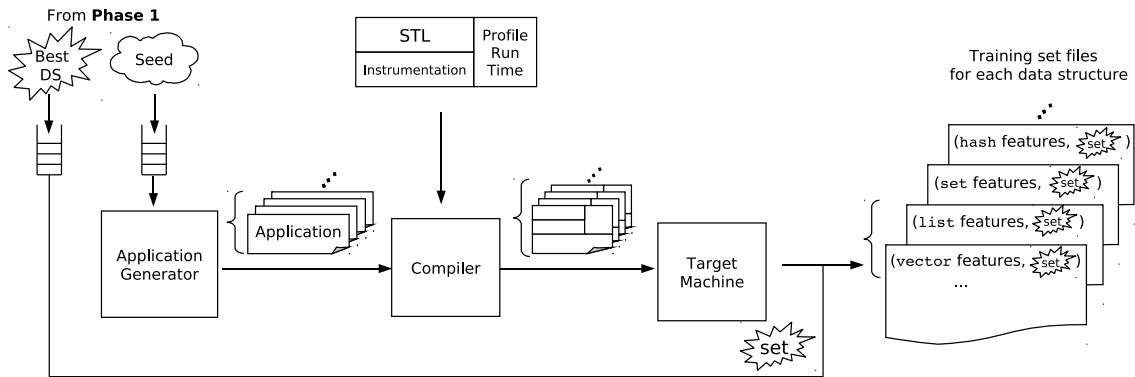 From Phase 1
Best
DS
Seed
STL
Instrumentation
Profile
Run
Time
Training set files
for each data structure
(hash features, set)
(set features, set)
(list features, set)
(vector features, set)
...
Application
Generator
Application
Compiler
Target
Machine
set